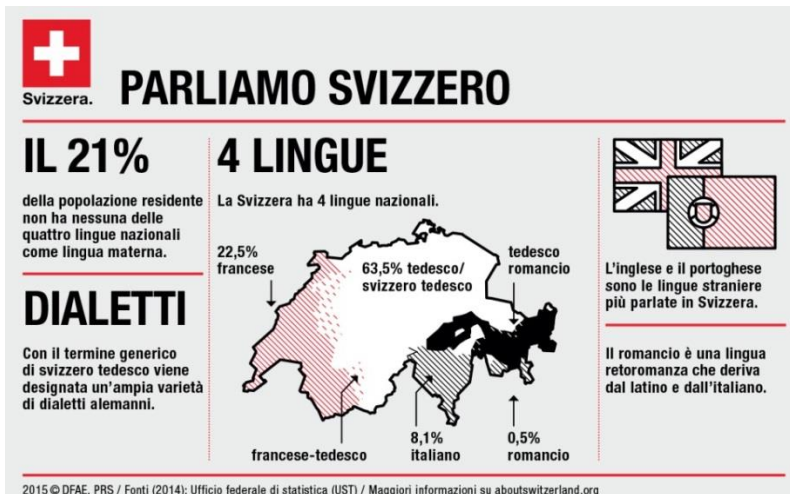 Svizzera.
PARLIAMO SVIZZERO
IL 21%
della popolazione residente
non ha nessuna delle
quattro lingue nazionali
come lingua materna.
DIALETTI
Con il termine generico
di svizzero tedesco viene
designata un'ampia varietà
di dialetti alemanni.
4 LINGUE
La Svizzera ha 4 lingue nazionali.
22,5%
francese
63,5% tedesco/
svizzero tedesco
tedesco
romancio
francese-tedesco
8,1%
italiano
0,5%
romancio
L'inglese e il portoghese
sono le lingue straniere
più parlate in Svizzera.
Il romancio è una lingua
retoromanza che deriva
dal latino e dall'italiano.
2015 © DFAE, PRS / Fonti (2014): Ufficio federale di statistica (UST) / Maggiori informazioni su aboutswitzerland.org